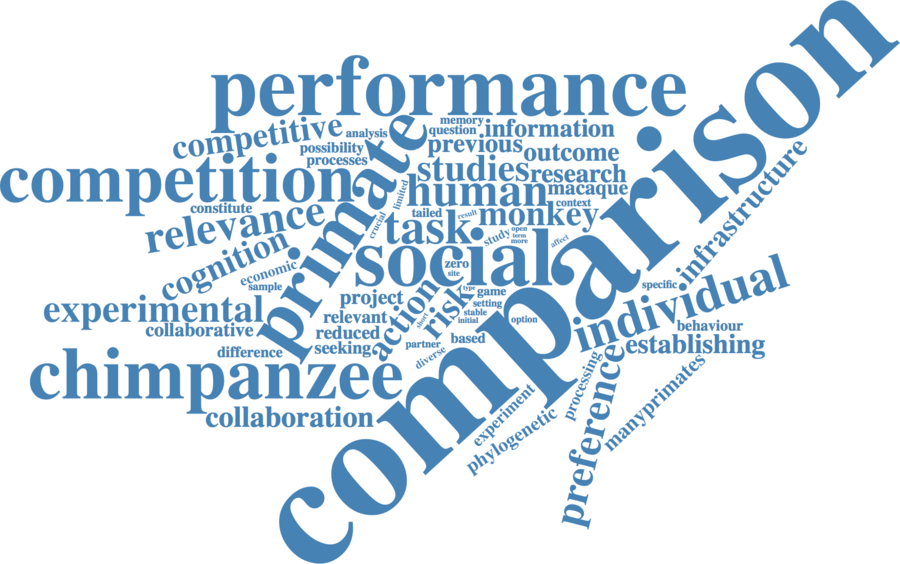 comparison
performance
memory
competitive
analysis
question
information
primate
possibility
previous
outcome
processes
studies
research
competition
human
macaque
limited
context
constitute
crucial
tailed
result
monkey
relevance
task
study
open
term
more
affect
infrastructure
cognition
social
economic
zero
site
sample
specific
individual
project
action
risk
type
game
setting
experimental
relevant
short
stable
initial
option
collaborative
reduced
behaviour
difference
seeking
partner
based
establishing
diverse
chimpanzee
preference
processing
manyprimates
collaboration
experiment
phylogenetic